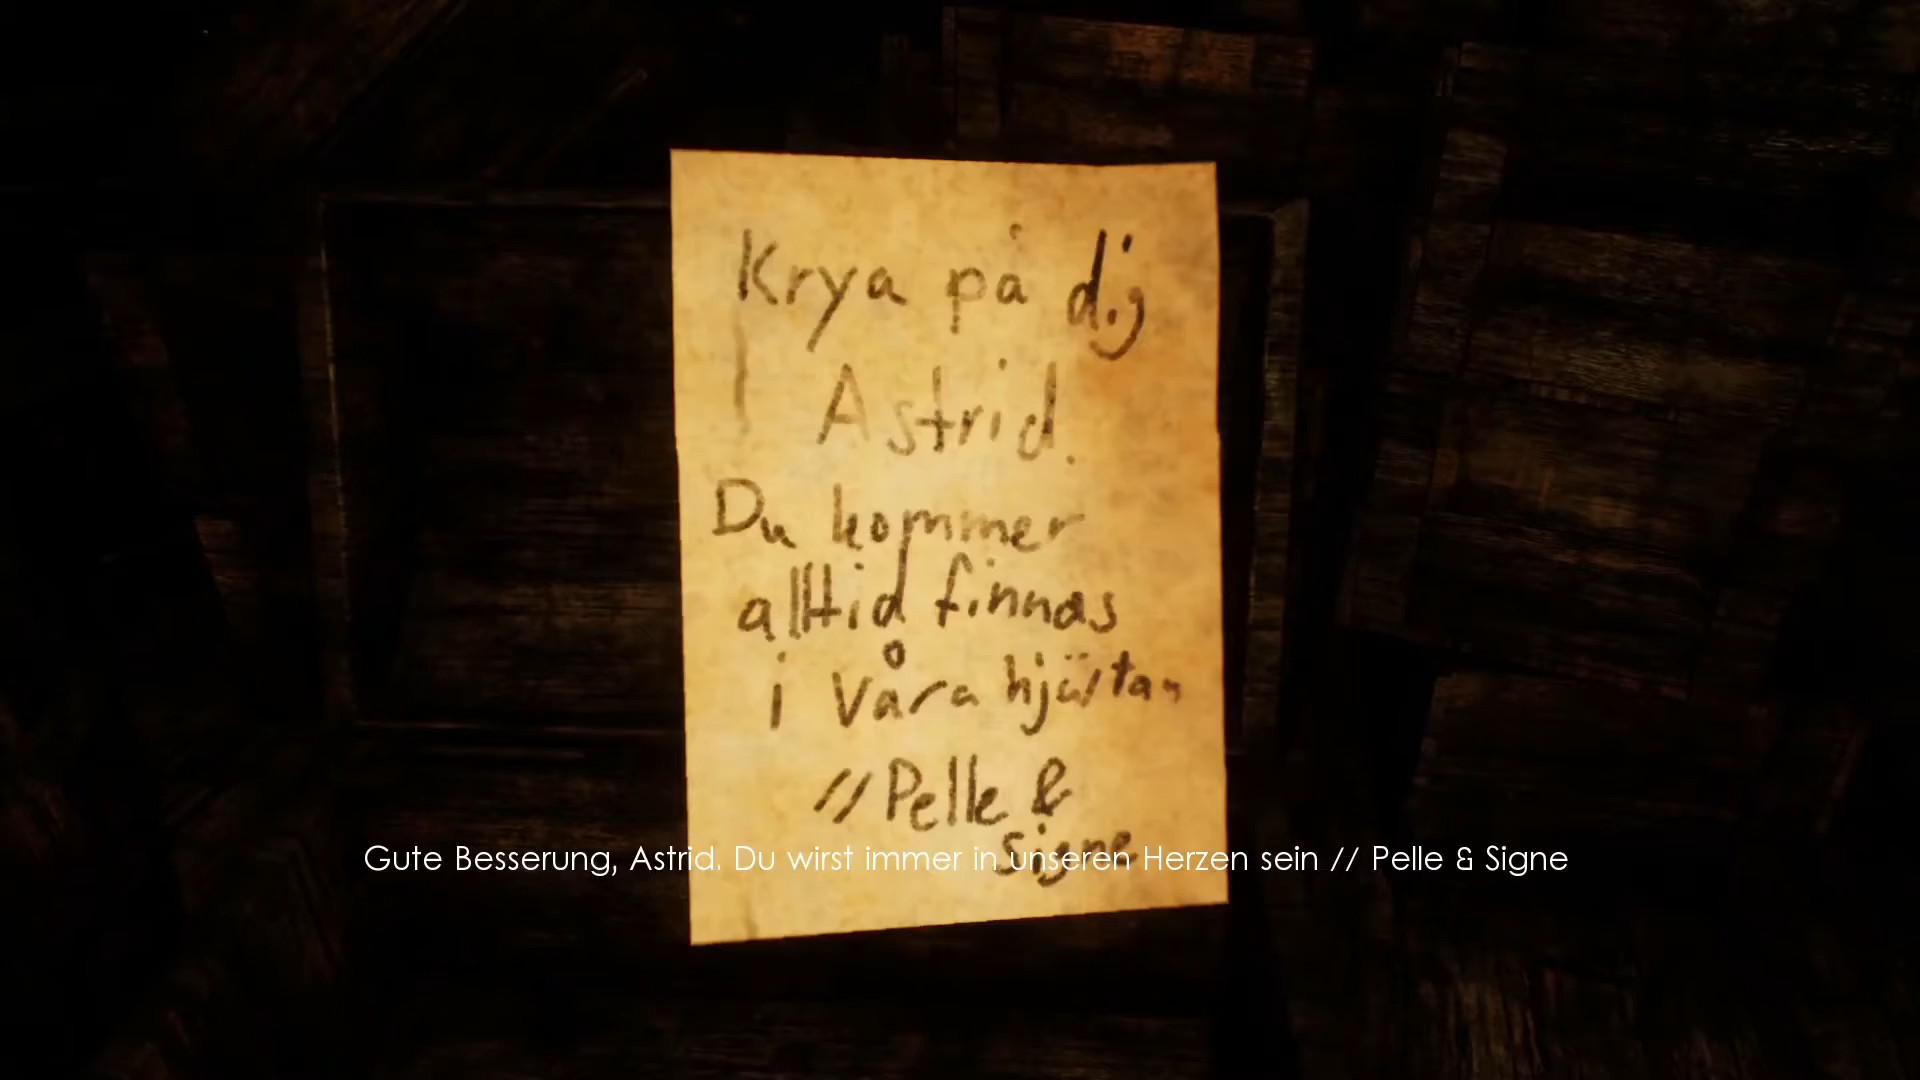 Krya på dig
Astrid.
Du kommer
alltid finnas
i våra hjärtan
// Pelle &
Signe
Gute Besserung, Astrid. Du wirst immer in unseren Herzen sein // Pelle & Signe